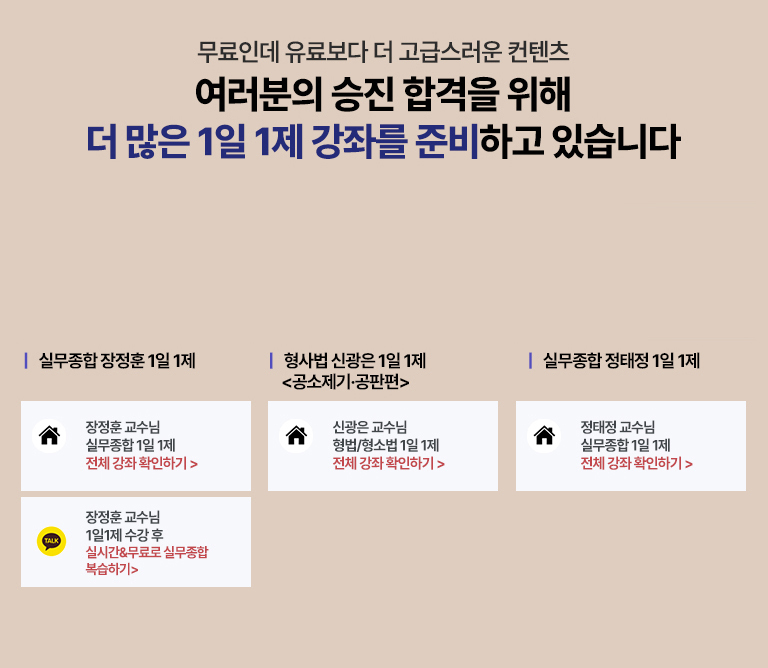 무료인데 유료보다 더 고급스러운 컨텐츠
여러분의 승진 합격을 위해
더 많은 1일 1제 강좌를 준비하고 있습니다
| 실무종합 장정훈 1일 1제
장정훈 교수님
실무종합 1일 1제
전체 강좌 확인하기 >
TALK
장정훈 교수님
1일1제 수강 후
실시간&무료로 실무종합
복습하기>
| 형사법 신광은 1일 1제
<공소제기·공판편>
신광은 교수님
형법/형소법 1일 1제
전체 강좌 확인하기 >
| 실무종합 정태정 1일 1제
정태정 교수님
실무종합 1일 1제
전체 강좌 확인하기 >